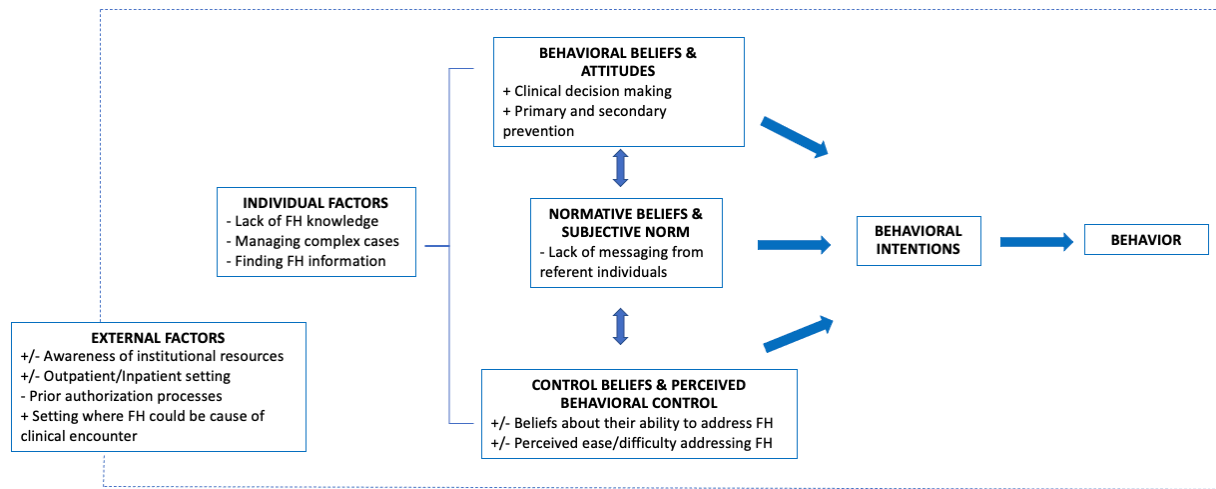 BEHAVIORAL BELIEFS &
ATTITUDES
+ Clinical decision making
+ Primary and secondary
prevention
INDIVIDUAL FACTORS
- Lack of FH knowledge
- Managing complex cases
- Finding FH information
NORMATIVE BELIEFS &
SUBJECTIVE NORM
- Lack of messaging from
referent individuals
BEHAVIORAL
INTENTIONS
BEHAVIOR
EXTERNAL FACTORS
+/- Awareness of institutional resources
+/- Outpatient/Inpatient setting
- Prior authorization processes
+ Setting where FH could be cause of
clinical encounter
CONTROL BELIEFS & PERCEIVED
BEHAVIORAL CONTROL
+/- Beliefs about their ability to address FH
+/- Perceived ease/difficulty addressing FH